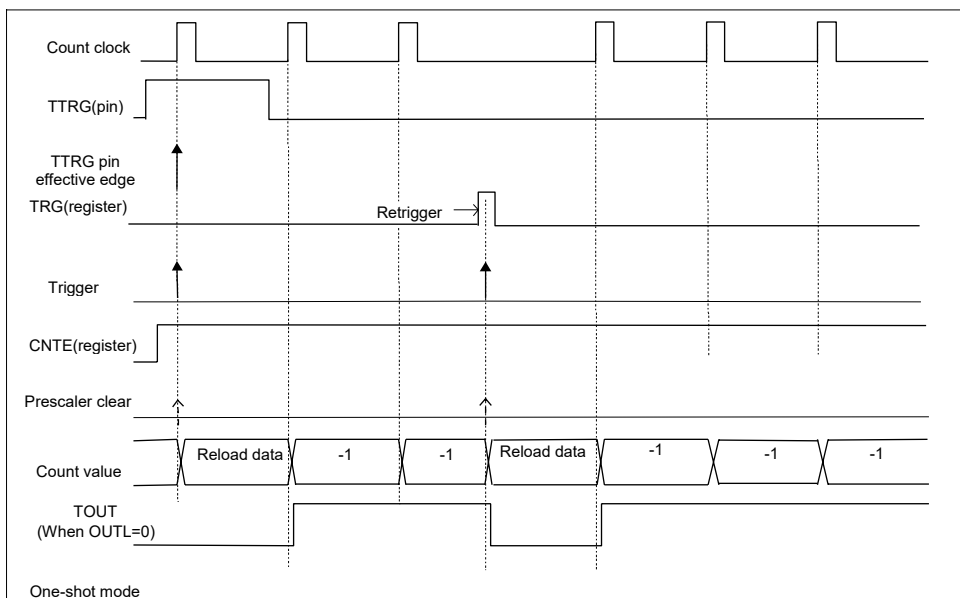 Count clock
TTRG(pin)
TTRG pin
effective edge
TRG(register)
Retrigger
Trigger
CNTE(register)
Prescaler clear
Count value
Reload data
-1
-1
Reload data
-1
-1
-1
TOUT
(When OUTL=0)
One-shot mode